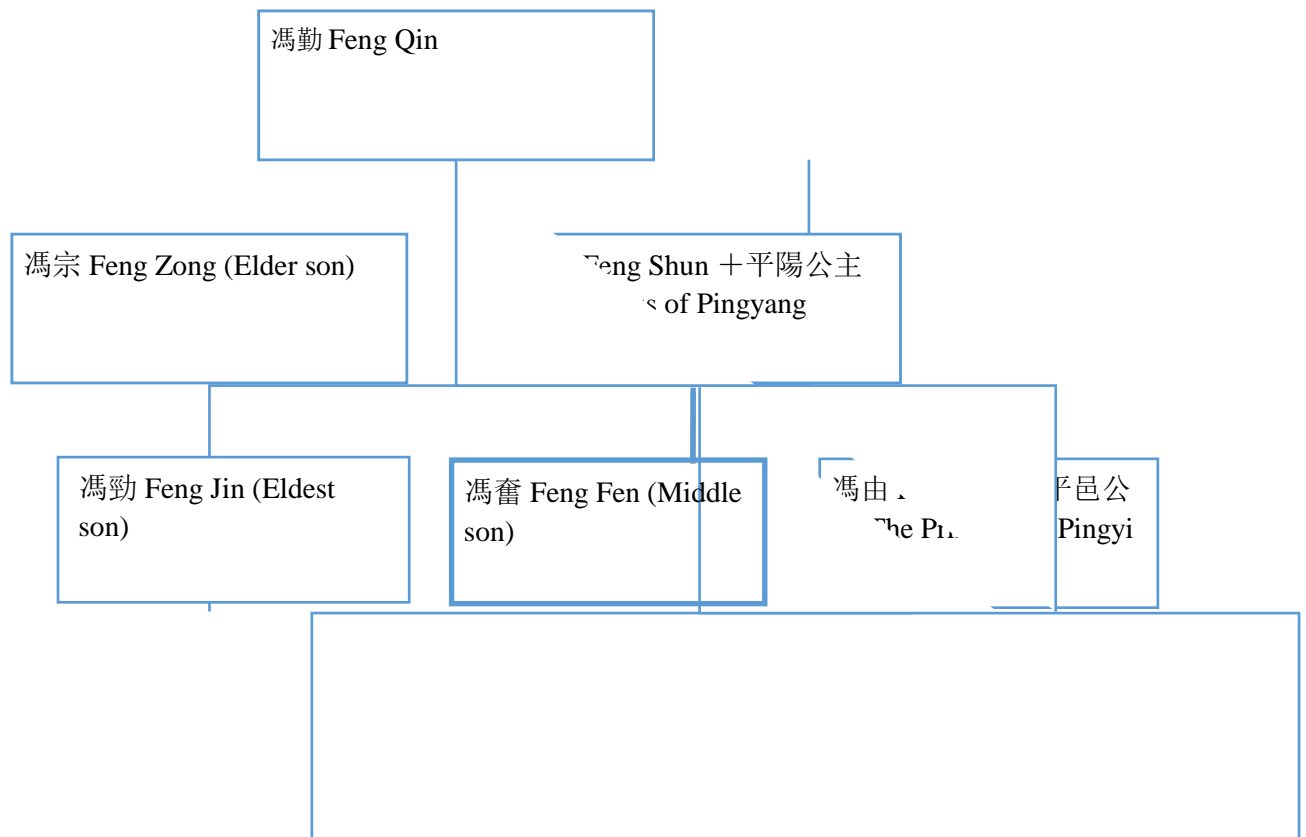 馮勤 Feng Qin
馮宗 Feng Zong (Elder son)
Feng Shun ＋平陽公主
of Pingyang
馮勁 Feng Jin (Eldest
son)
馮奮 Feng Fen (Middle
son)
馮由 平邑公
The Pingyi